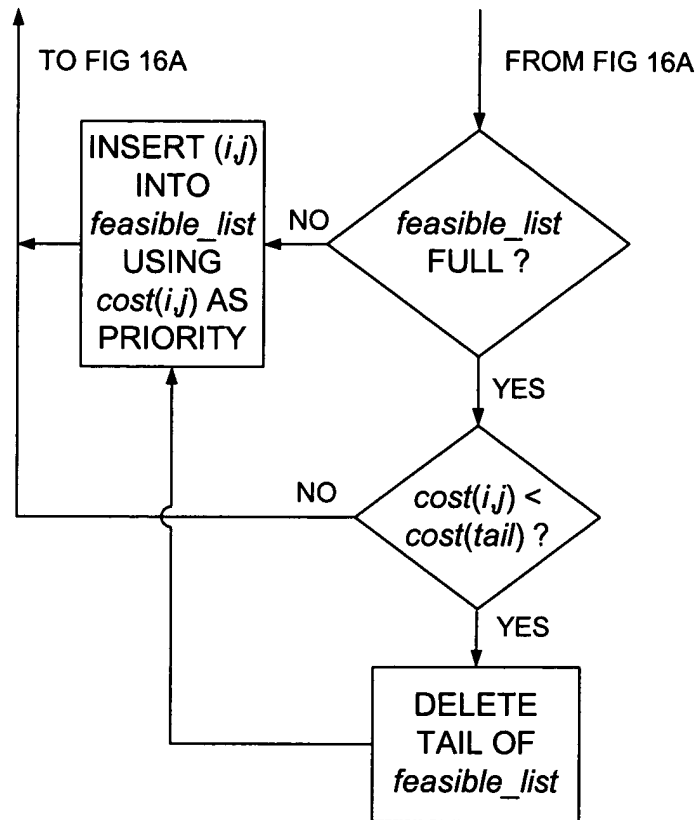 TO FIG 16A
FROM FIG 16A
INSERT (i,j)
INTO
feasible_list
USING
cost(i,j) AS
PRIORITY
NO
feasible_list
FULL ?
YES
NO
cost(i,j) <
cost(tail) ?
YES
DELETE
TAIL OF
feasible_list